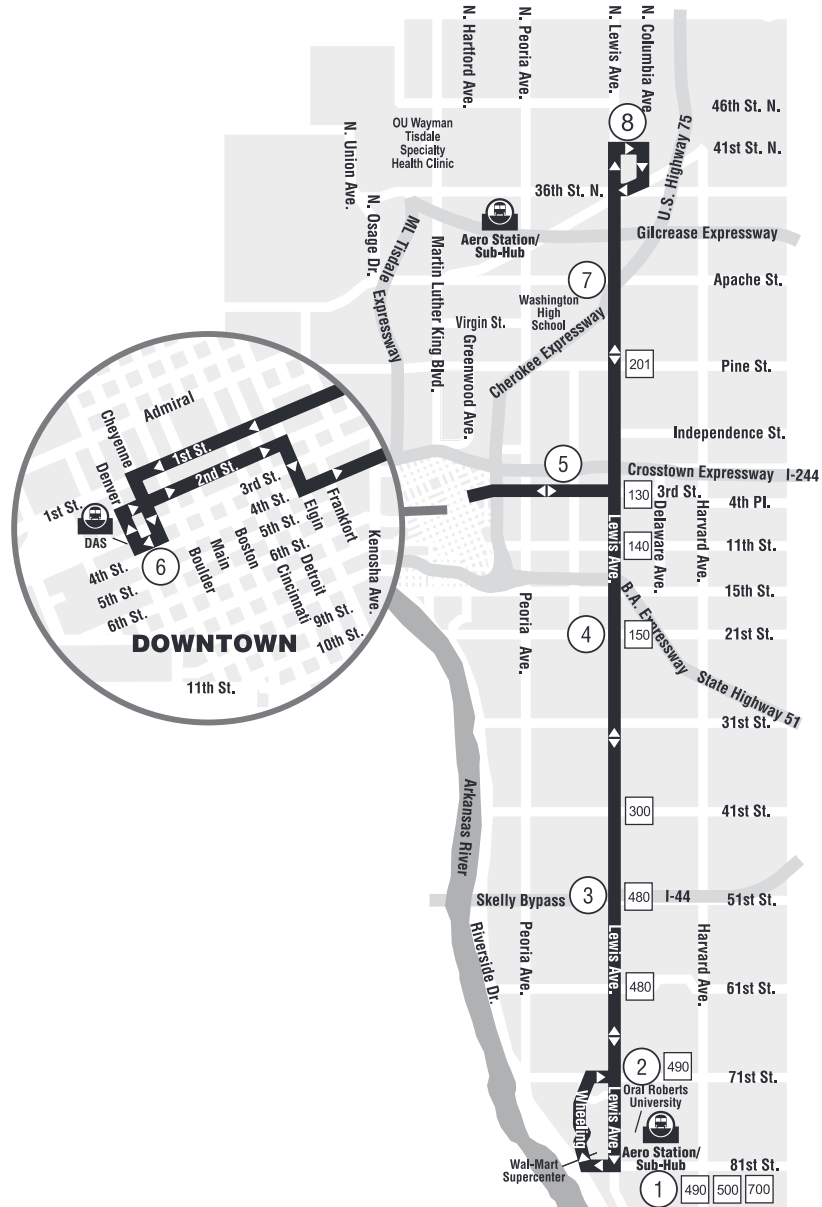 N. Hartford Ave.
N. Peoria Ave.
N. Lewis Ave.
N. Columbia Ave.
46th St. N.
8
OU Wayman
Tisdale
Specialty
Health Clinic
N. Union Ave.
41st St. N.
U.S. Highway 75
36th St. N.
N. Osage Dr.
ML Tisdale
Expressway
Martin Luther King Blvd.
Aero Station/
Sub-Hub
Gilcrease Expressway
7
Apache St.
Washington
High
School
Virgin St.
Greenwood Ave.
Cherokee Expressway
201
Pine St.
Independence St.
5
Crosstown Expressway I-244
130
3rd St.
4th Pl.
Lewis Ave.
Delaware Ave.
Harvard Ave.
140
11th St.
15th St.
B.A. Expressway
State Highway 51
4
150
21st St.
Peoria Ave.
31st St.
300
41st St.
Arkansas River
3
Skelly Bypass
480
I-44
51st St.
Lewis Ave.
Peoria Ave.
Riverside Dr.
Harvard Ave.
480
61st St.
2
490
71st St.
Oral Roberts
University
Wheeling
Lewis Ave.
Aero Station/
Sub-Hub
Wal-Mart
Supercenter
81st St.
1
490
500
700
Admiral
Cheyenne
Denver
1st St.
2nd St.
1st St.
DAS
6
3rd St.
4th St.
5th St.
6th St.
4th St.
5th St.
6th St.
Boulder
Main
Boston
Cincinnati
Detroit
Elgin
Frankfort
Kenosha Ave.
9th St.
10th St.
DOWNTOWN
11th St.